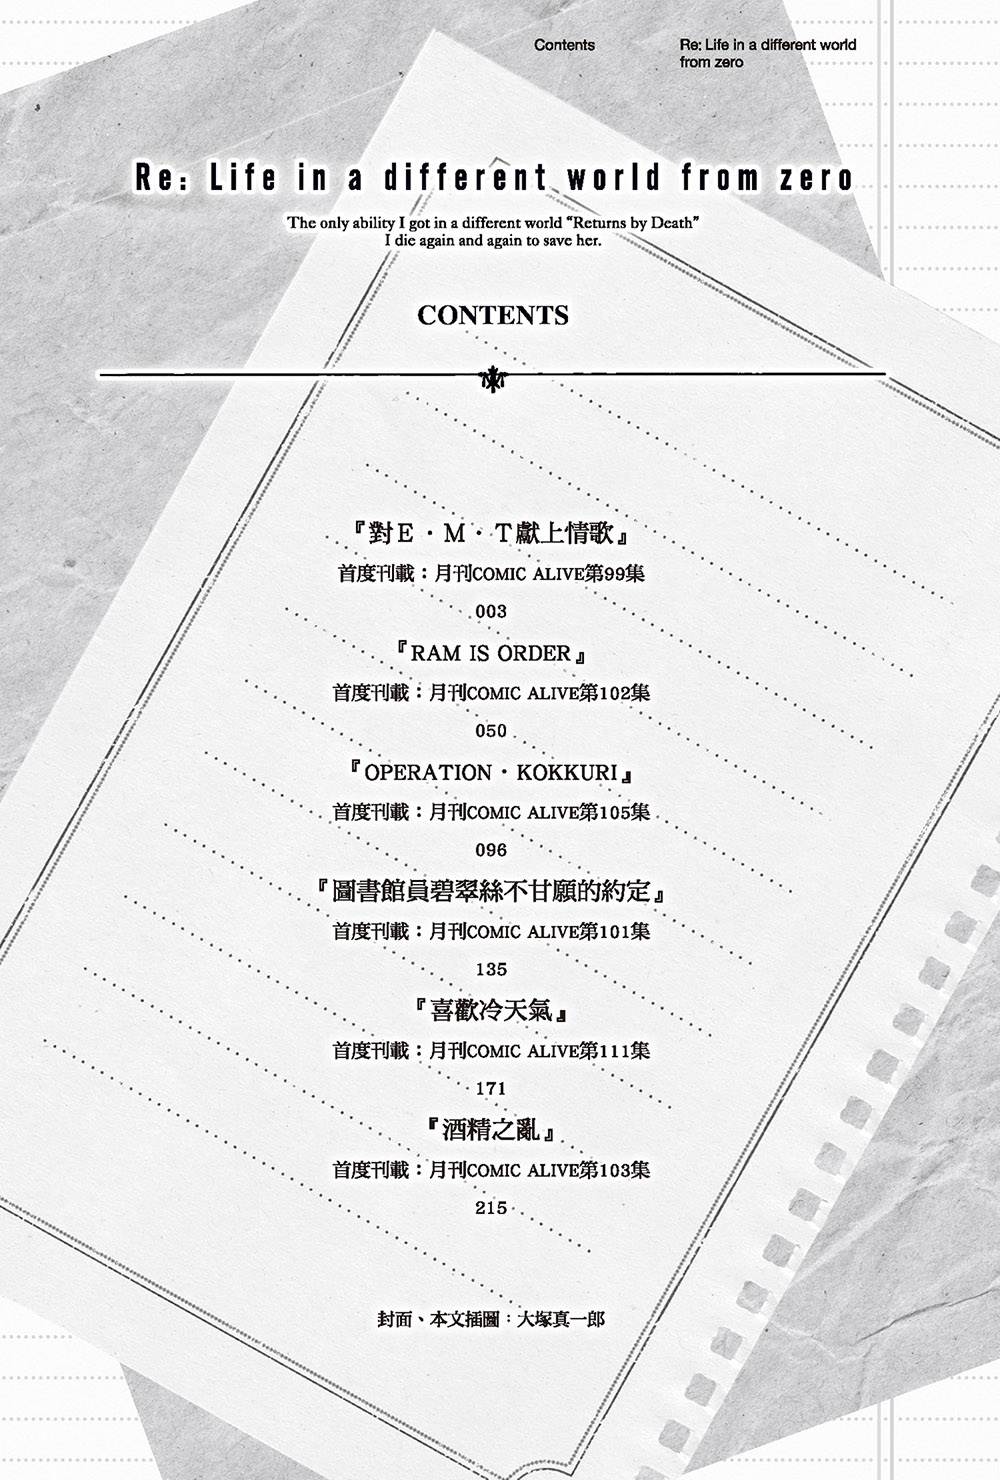 Contents
Re: Life in a different world
from zero
Re: Life in a different world from zero
The only ability I got in a different world “Returns by Death”
I die again and again to save her.
CONTENTS
『對E・M・T獻上情歌』
首度刊載：月刊COMIC ALIVE第99集
003
『RAM IS ORDER』
首度刊載：月刊COMIC ALIVE第102集
050
『OPERATION・KOKKURI』
首度刊載：月刊COMIC ALIVE第105集
096
『圖書館員碧翠絲不甘願的約定』
首度刊載：月刊COMIC ALIVE第101集
135
『喜歡冷天氣』
首度刊載：月刊COMIC ALIVE第111集
171
『酒精之亂』
首度刊載：月刊COMIC ALIVE第103集
215
封面、本文插圖：大塚真一郎